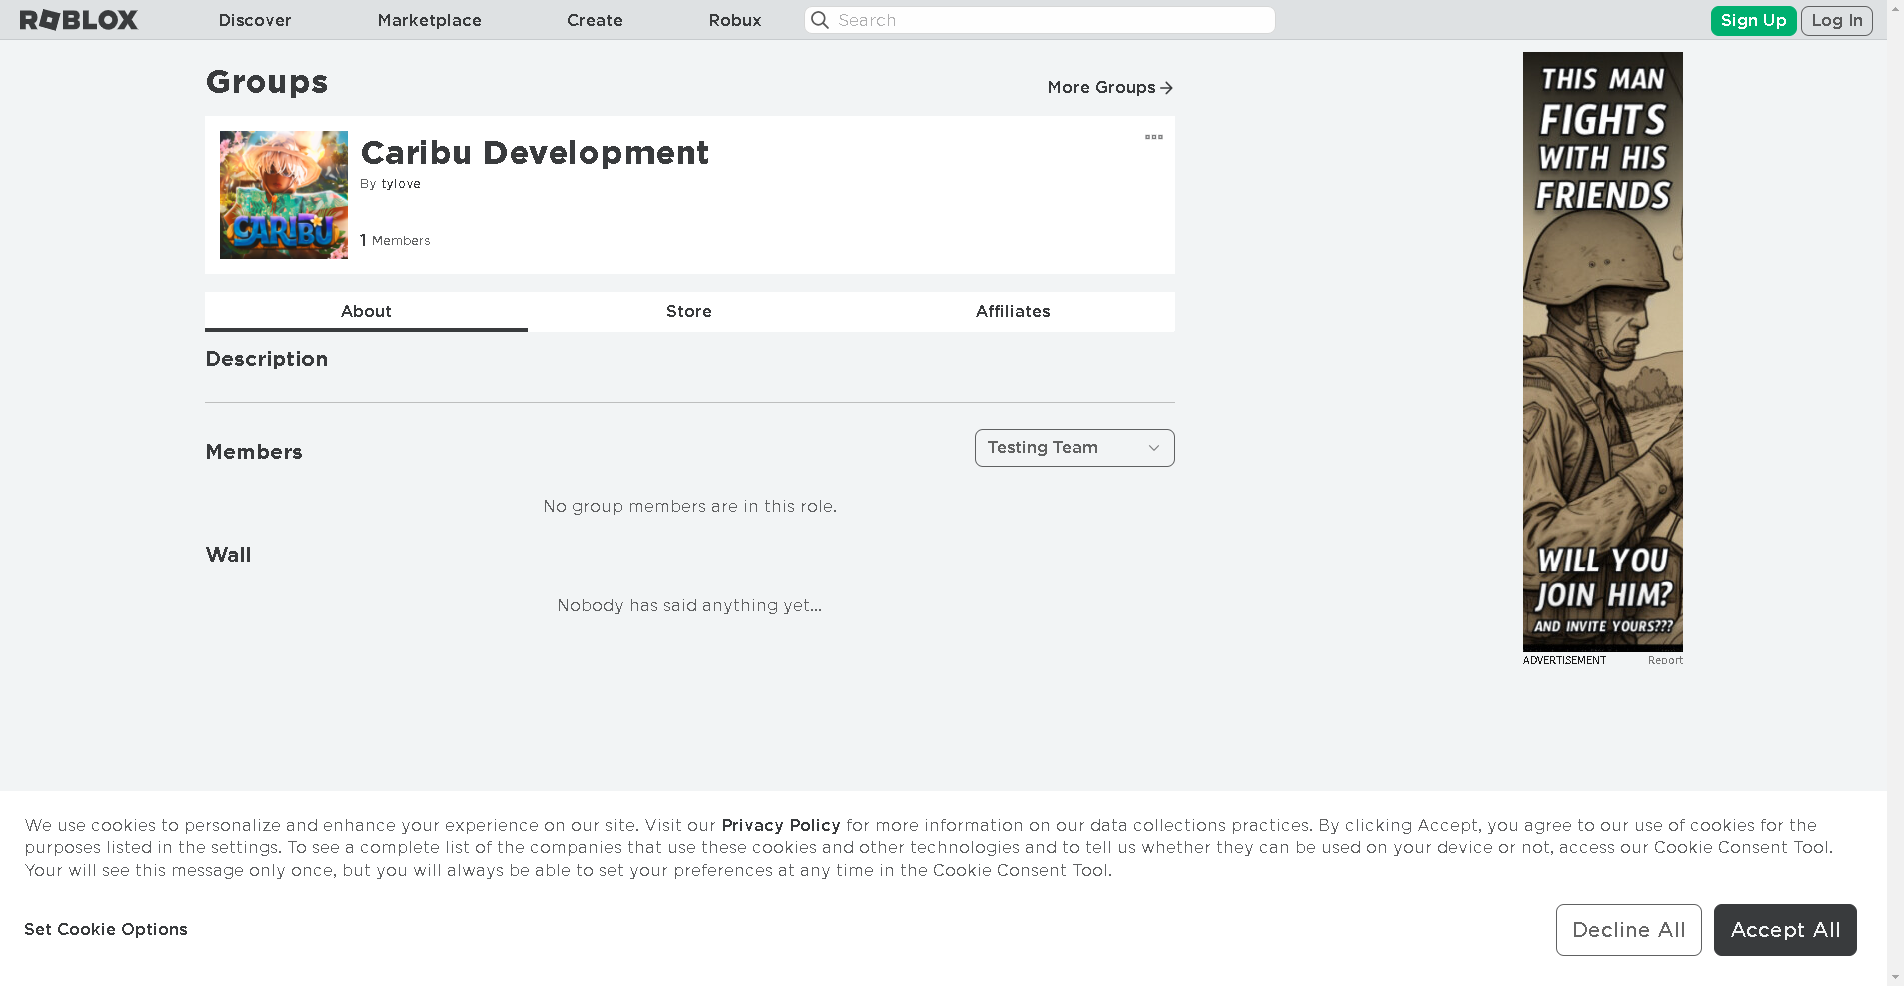 ROBLOX
Discover
Marketplace
Create
Robux
Search
Sign Up
Log In
Groups
More Groups
Caribu Development
By tylove
1 Members
CARIBU
About
Store
Affiliates
Description
Members
Testing Team
No group members are in this role.
Wall
Nobody has said anything yet...
THIS MAN
FIGHTS
WITH HIS
FRIENDS
WILL YOU
JOIN HIM?
AND INVITE YOURS???
ADVERTISEMENT
Report
We use cookies to personalize and enhance your experience on our site. Visit our Privacy Policy for more information on our data collections practices. By clicking Accept, you agree to our use of cookies for the
purposes listed in the settings. To see a complete list of the companies that use these cookies and other technologies and to tell us whether they can be used on your device or not, access our Cookie Consent Tool.
Your will see this message only once, but you will always be able to set your preferences at any time in the Cookie Consent Tool.
Set Cookie Options
Decline All
Accept All